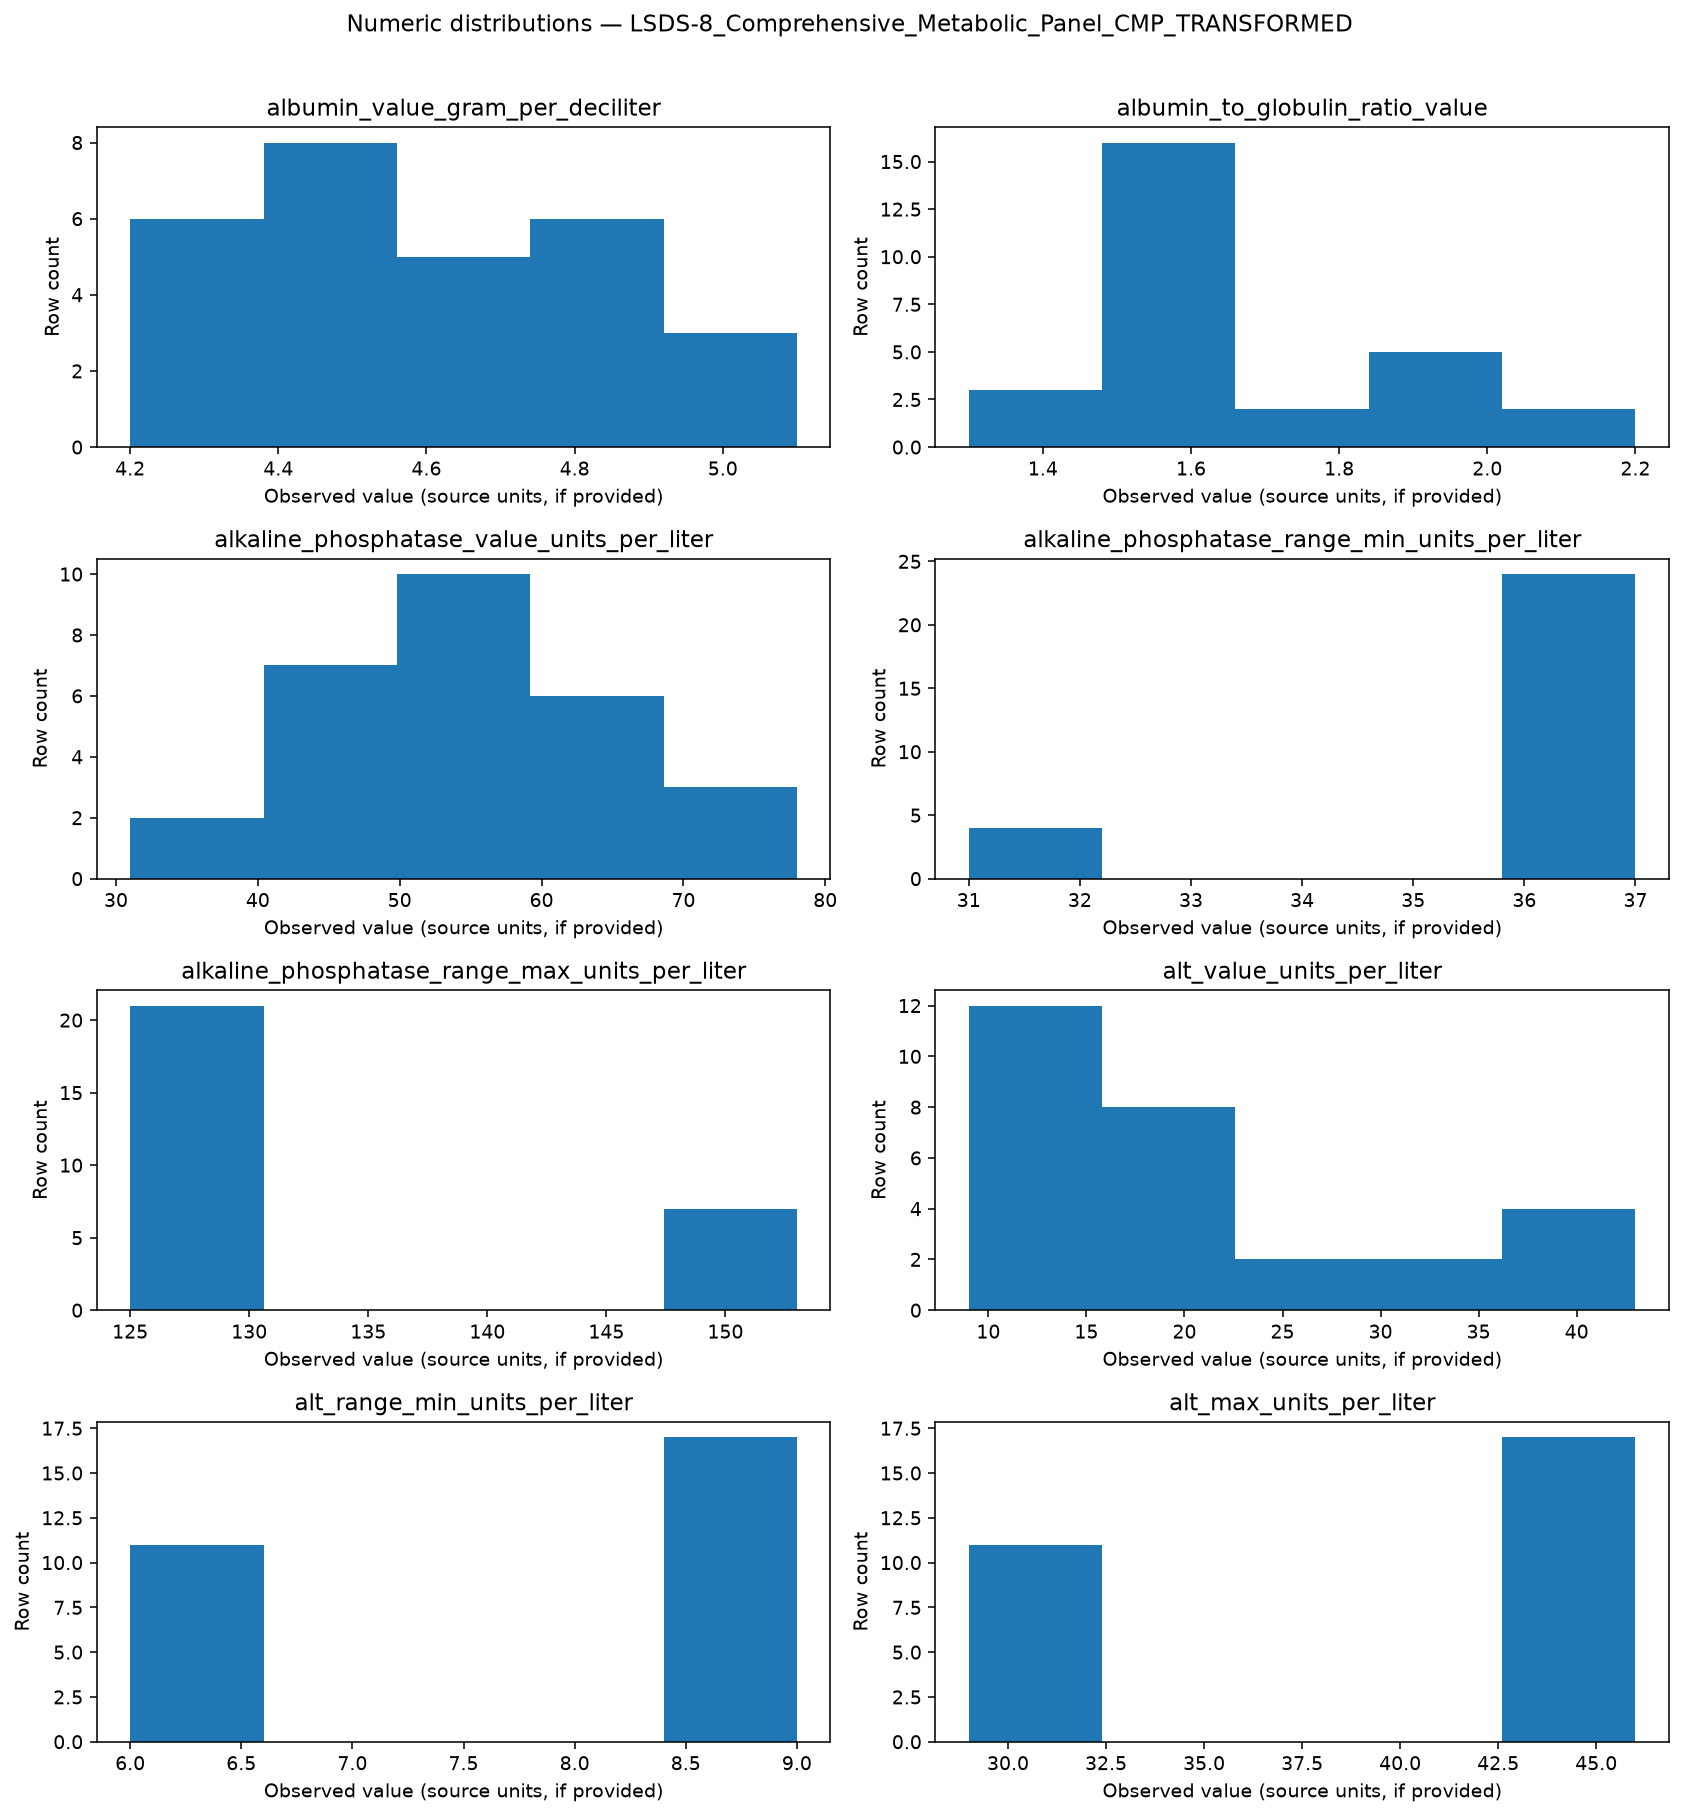 Numeric distributions — LSDS-8_Comprehensive_Metabolic_Panel_CMP_TRANSFORMED
albumin_value_gram_per_deciliter
8
6
4
2
0
Row count
4.2 4.4 4.6 4.8 5.0
Observed value (source units, if provided)
albumin_to_globulin_ratio_value
15.0
12.5
10.0
7.5
5.0
2.5
0.0
Row count
1.4 1.6 1.8 2.0 2.2
Observed value (source units, if provided)
alkaline_phosphatase_value_units_per_liter
10
8
6
4
2
0
Row count
30 40 50 60 70 80
Observed value (source units, if provided)
alkaline_phosphatase_range_min_units_per_liter
25
20
15
10
5
0
Row count
31 32 33 34 35 36 37
Observed value (source units, if provided)
alkaline_phosphatase_range_max_units_per_liter
20
15
10
5
0
Row count
125 130 135 140 145 150
Observed value (source units, if provided)
alt_value_units_per_liter
12
10
8
6
4
2
0
Row count
10 15 20 25 30 35 40
Observed value (source units, if provided)
alt_range_min_units_per_liter
17.5
15.0
12.5
10.0
7.5
5.0
2.5
0.0
Row count
6.0 6.5 7.0 7.5 8.0 8.5 9.0
Observed value (source units, if provided)
alt_max_units_per_liter
17.5
15.0
12.5
10.0
7.5
5.0
2.5
0.0
Row count
30.0 32.5 35.0 37.5 40.0 42.5 45.0
Observed value (source units, if provided)